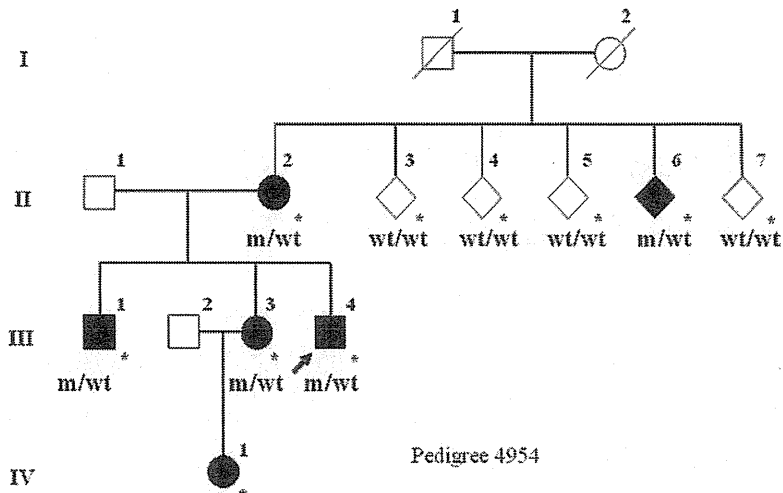 1 2
I
1 2 3 4 5 6 7
II
* * * * * *
m/wt wt/wt wt/wt wt/wt m/wt wt/wt
1 2 3 4
III
* * *
m/wt m/wt m/wt
1
Pedigree 4954
IV
*